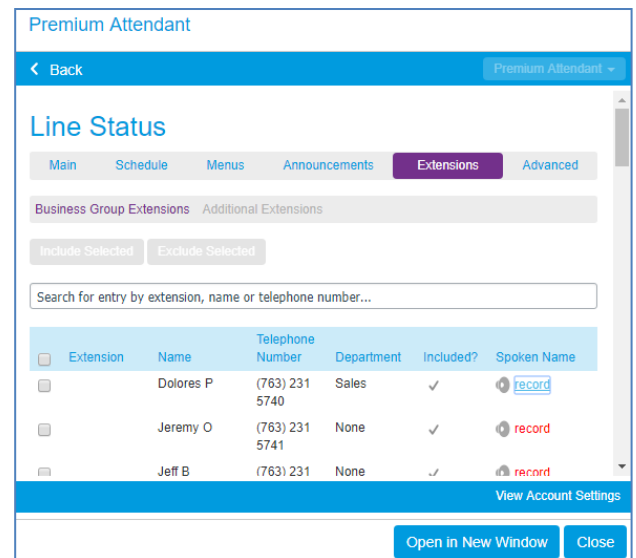 Premium Attendant
Back
Premium Attendant
Line Status
Main Schedule Menus Announcements Extensions Advanced
Business Group Extensions Additional Extensions
Include Selected Exclude Selected
Search for entry by extension, name or telephone number...
Telephone
Extension Name Number Department Included? Spoken Name
Dolores P (763) 231 Sales record
5740
Jeremy O (763) 231 None record
5741
Jeff B (763) 231 None record
View Account Settings
Open in New Window Close